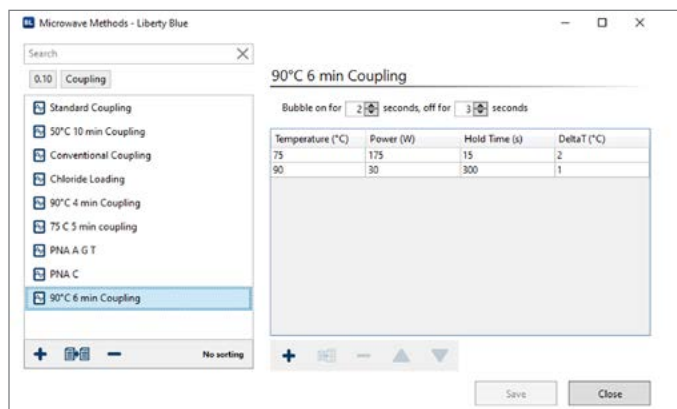 BL Microwave Methods - Liberty Blue
Search
0.10 Coupling
Standard Coupling
50°C 10 min Coupling
Conventional Coupling
Chloride Loading
90°C 4 min Coupling
75 C 5 min coupling
PNA A G T
PNA C
90°C 6 min Coupling
No sorting
90°C 6 min Coupling
Bubble on for 2 seconds, off for 3 seconds
Temperature (°C) Power (W) Hold Time (s) DeltaT (°C)
75 175 15 2
90 30 300 1
Save Close